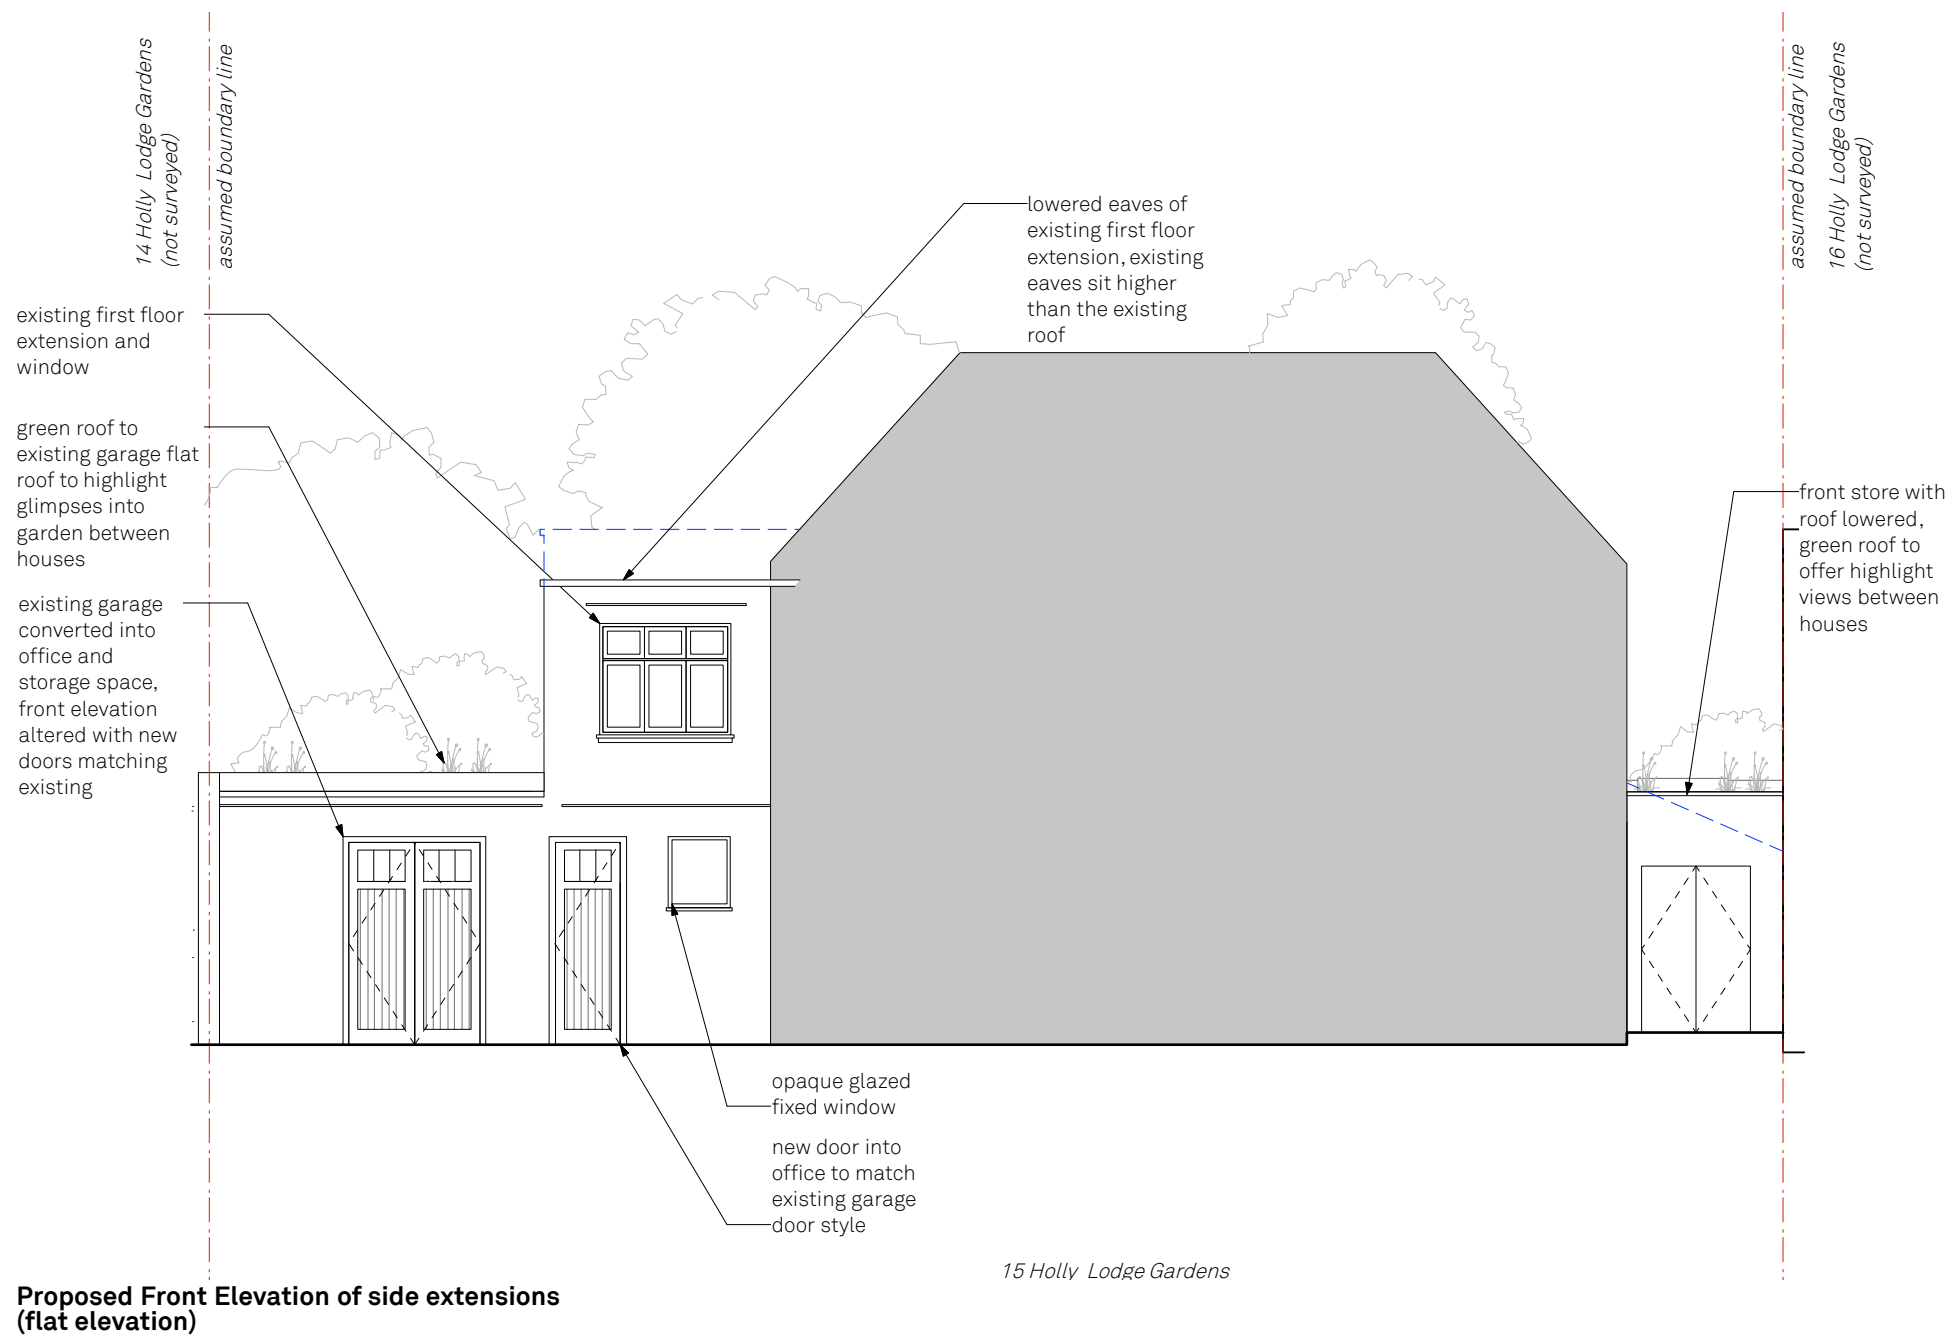 14 Holly Lodge Gardens
(not surveyed)
assumed boundary line
assumed boundary line
16 Holly Lodge Gardens
(not surveyed)
lowered eaves of
existing first floor
extension, existing
eaves sit higher
than the existing
roof
existing first floor
extension and
window
green roof to
existing garage flat
roof to highlight
glimpses into
garden between
houses
existing garage
converted into
office and
storage space,
front elevation
altered with new
doors matching
existing
front store with
roof lowered,
green roof to
offer highlight
views between
houses
opaque glazed
fixed window
new door into
office to match
existing garage
door style
15 Holly Lodge Gardens
Proposed Front Elevation of side extensions
(flat elevation)